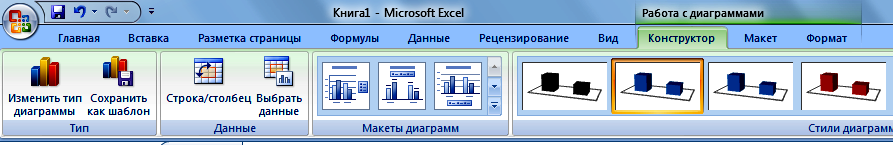 Книга1 - Microsoft Excel
Работа с диаграммами
Главная Вставка Разметка страницы Формулы Данные Рецензирование Вид Конструктор Макет Формат
Изменить тип диаграммы
Сохранить как шаблон
Строка/столбец
Выбрать данные
Тип
Данные
Макеты диаграмм
Стили диаграмм